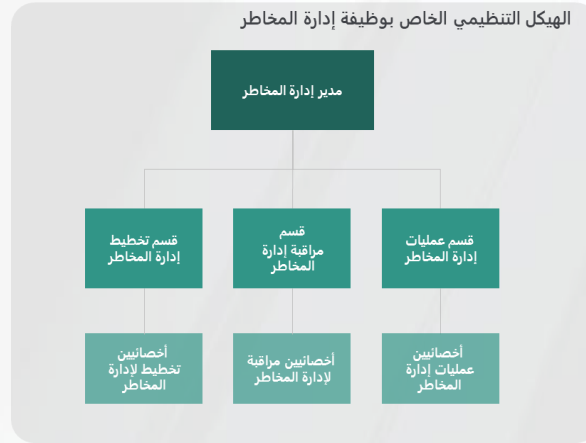 الهيكل التنظيمي الخاص بوظيفة إدارة المخاطر
مدير إدارة المخاطر
قسم عمليات
إدارة المخاطر
قسم
مراقبة إدارة
المخاطر
قسم تخطيط
إدارة المخاطر
أخصائيين
عمليات إدارة
المخاطر
أخصائيين مراقبة
لإدارة المخاطر
أخصائيين
تخطيط لإدارة
المخاطر